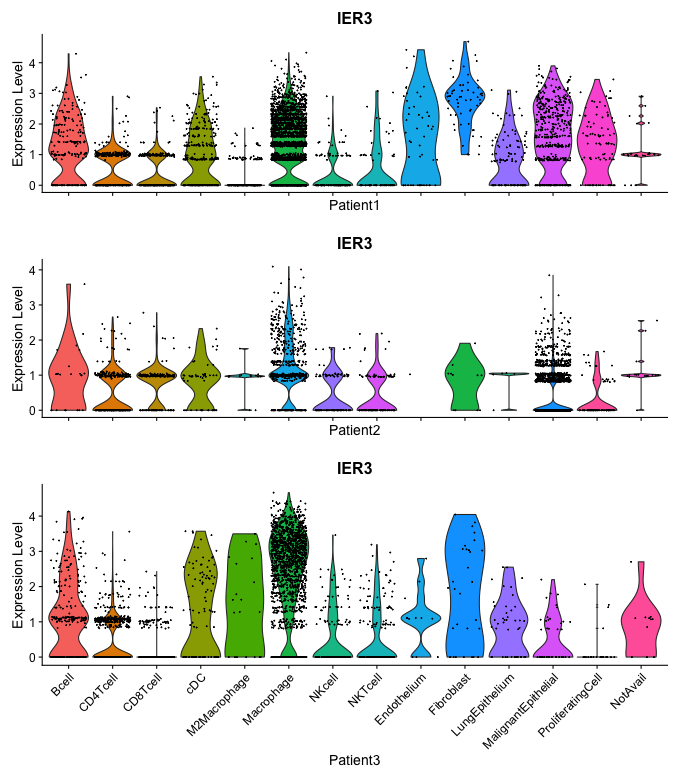 IER3
Expression Level
4
3
2
1
0
Patient1
IER3
Expression Level
4
3
2
1
0
Patient2
IER3
Expression Level
4
3
2
1
0
Bcell
CD4Tcell
CD8Tcell
cDC
M2Macrophage
Macrophage
NKcell
NKTcell
Endothelium
Fibroblast
LungEpithelium
MalignantEpithelial
ProliferatingCell
NotAvail
Patient3